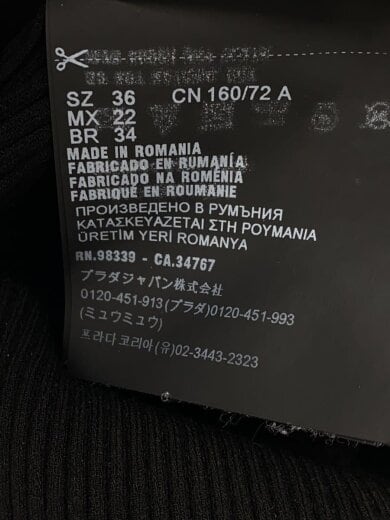 SZ 36 CN 160/72 A
MX 22
BR 34
MADE IN ROMANIA
FABRICADO EN RUMANÍA
FABRICADO NA ROMÉNIA
FABRIQUÉ EN ROUMANIE
ПРОИЗВЕДЕНО В РУМЪНИЯ
ΚΑΤΑΣΚΕΥΑΖΕΤΑΙ ΣΤΗ ΡΟΥΜΑΝΙΑ
ÜRETİM YERİ ROMANYA
RN.98339 - CA.34767
プラダジャパン株式会社
0120-451-913(プラダ)0120-451-993
(ミュウミュウ)
프라다 코리아(유)02-3443-2323